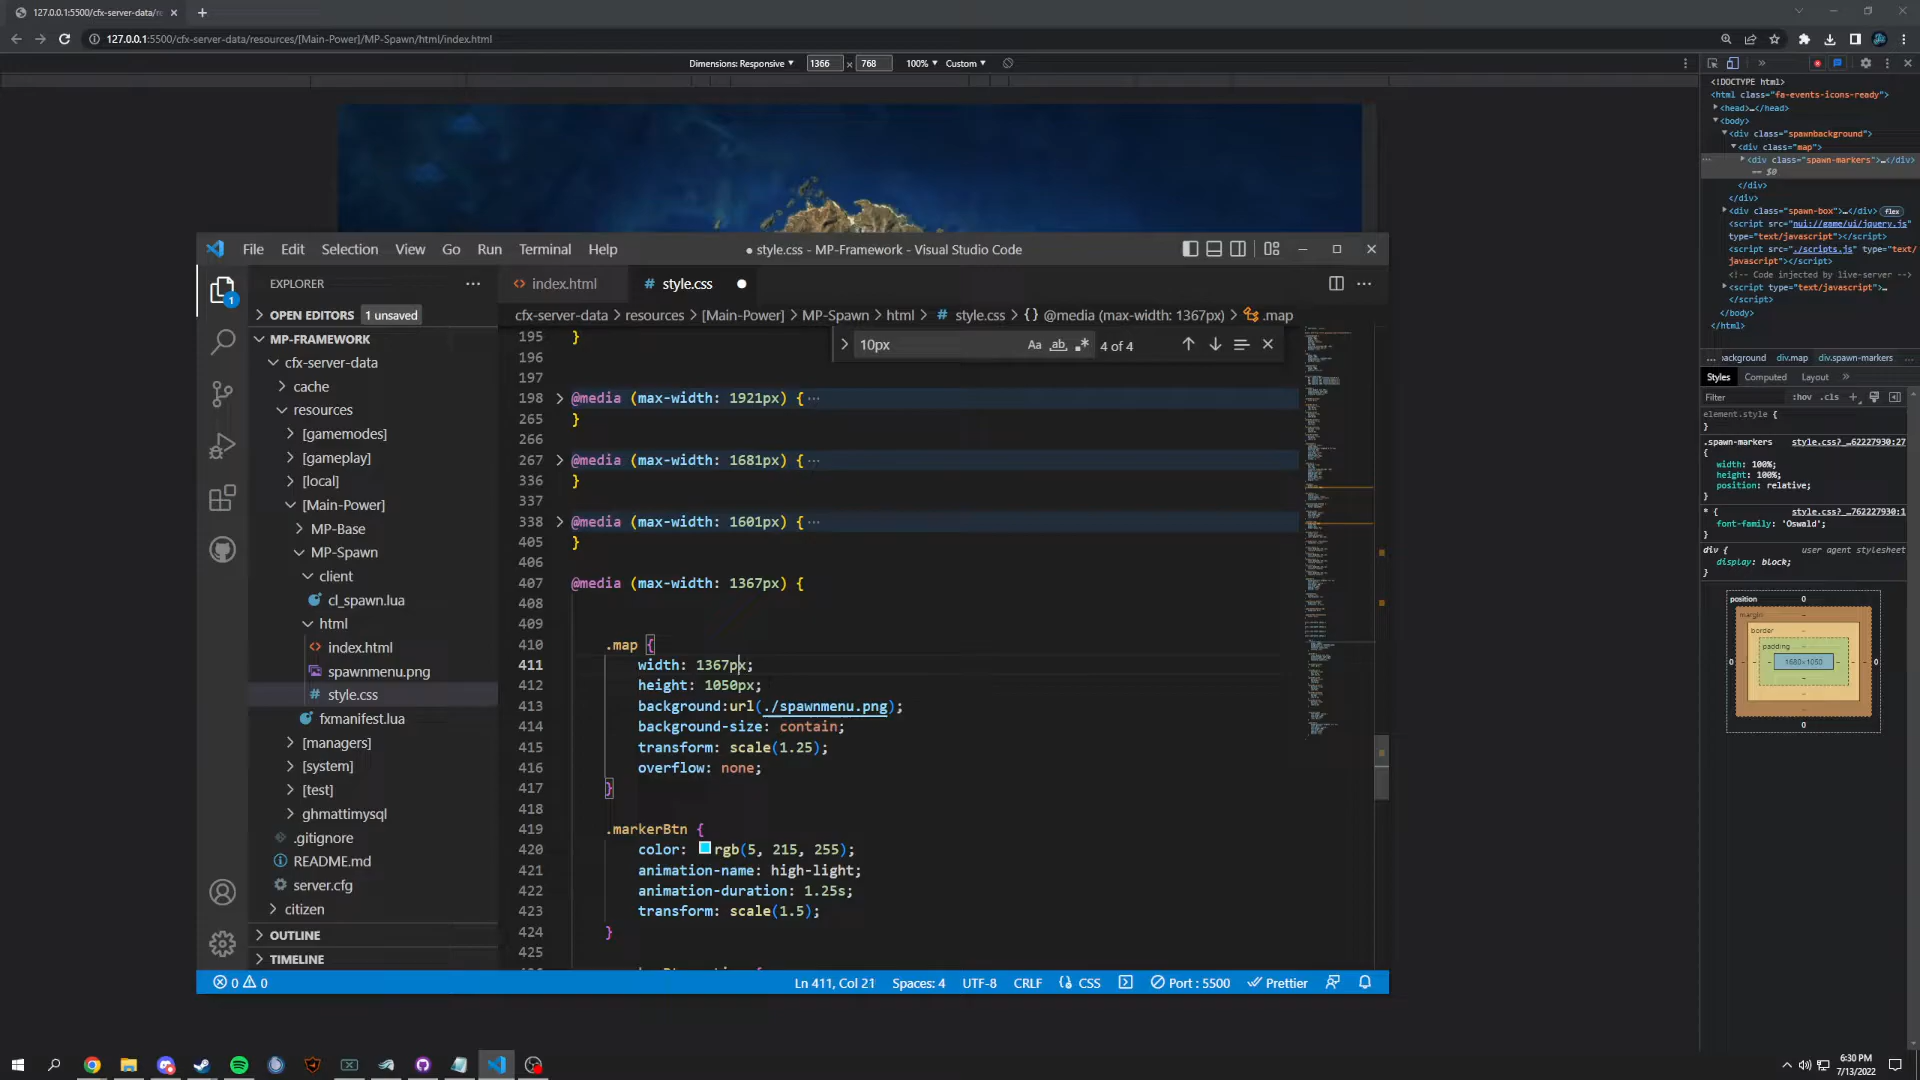 127.0.0.1:5500/cfx-server-data/re
127.0.0.1:5500/cfx-server-data/resources/[Main-Power]/MP-Spawn/html/index.html
Dimensions: Responsive 1366 × 768 100% Custom
<!DOCTYPE html>
<html class="fa-events-icons-ready">
<head>…</head>
<body>
<div class="spawnbackground">
<div class="map">
<div class="spawn-markers">…</div>
== $0
</div>
</div>
<div class="spawn-box">…</div> flex
<script src="nui://game/ui/jquery.js"
type="text/javascript"></script>
<script src="./scripts.js" type="text/
javascript"></script>
<!-- Code injected by live-server -->
<script type="text/javascript">…
</script>
</body>
</html>
… background div.map div.spawn-markers …
Styles Computed Layout »
Filter :hov .cls +
element.style {
}
.spawn-markers style.css?_…62227930:27
{
width: 100%;
height: 100%;
position: relative;
}
* { style.css?_…762227930:1
font-family: 'Oswald';
}
div { user agent stylesheet
display: block;
}
position 0
margin –
border –
padding –
0 – – – 1680×1050 – – – 0
–
–
–
0
File Edit Selection View Go Run Terminal Help
● style.css - MP-Framework - Visual Studio Code
EXPLORER ···
OPEN EDITORS 1 unsaved
1
MP-FRAMEWORK
cfx-server-data
cache
resources
[gamemodes]
[gameplay]
[local]
[Main-Power]
MP-Base
MP-Spawn
client
cl_spawn.lua
html
index.html
spawnmenu.png
style.css
fxmanifest.lua
[managers]
[system]
[test]
ghmattimysql
.gitignore
README.md
server.cfg
citizen
OUTLINE
TIMELINE
<> index.html # style.css ●
cfx-server-data > resources > [Main-Power] > MP-Spawn > html > # style.css > {} @media (max-width: 1367px) > .map
10px Aa ab .* 4 of 4
195 }
196
197
198 @media (max-width: 1921px) { ···
265 }
266
267 @media (max-width: 1681px) { ···
336 }
337
338 @media (max-width: 1601px) { ···
405 }
406
407 @media (max-width: 1367px) {
408
409
410 .map {
411 width: 1367px;
412 height: 1050px;
413 background:url(./spawnmenu.png);
414 background-size: contain;
415 transform: scale(1.25);
416 overflow: none;
417 }
418
419 .markerBtn {
420 color: rgb(5, 215, 255);
421 animation-name: high-light;
422 animation-duration: 1.25s;
423 transform: scale(1.5);
424 }
425
0 0 Ln 411, Col 21 Spaces: 4 UTF-8 CRLF {} CSS Port : 5500 Prettier
6:30 PM
7/13/2022